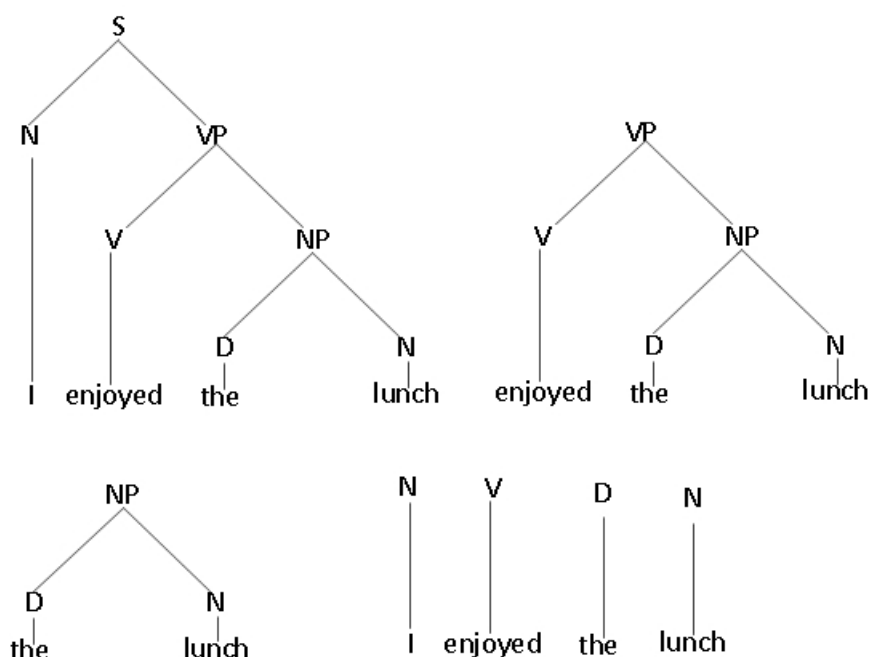 S
N VP VP
V NP V NP
D N D N
I enjoyed the lunch enjoyed the lunch
NP N V D N
D N
the lunch I enjoyed the lunch